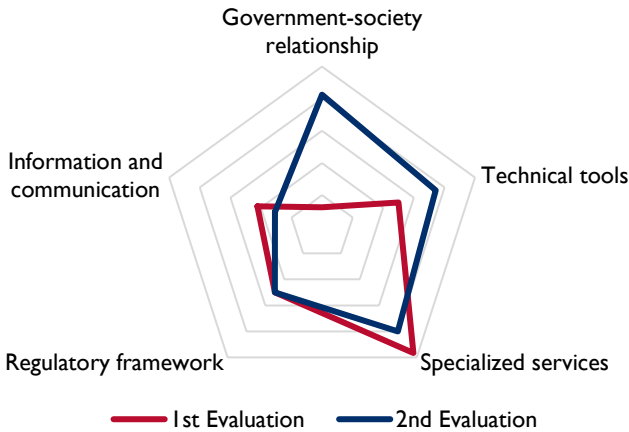 Government-society
relationship
Information and
communication
Technical tools
Regulatory framework
Specialized services
1st Evaluation
2nd Evaluation